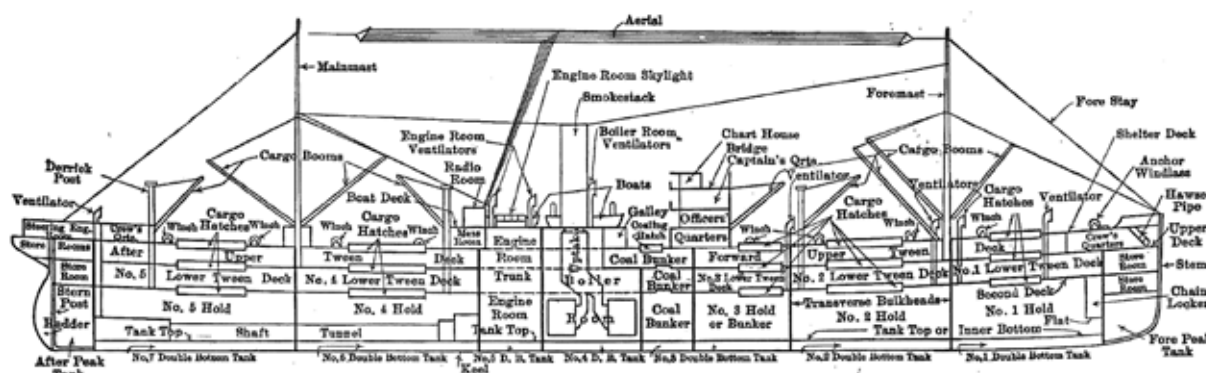 Aerial
Mainmast
Engine Room Skylight
Smokestack
Foremast
Fore Stay
Derrick
Post
Cargo Booms
Engine Room
Ventilators
Radio
Room
Boiler Room
Ventilators
Chart House
Bridge
Captain's Qrts.
Ventilator
Cargo Booms
Shelter Deck
Anchor
Windlass
Ventilator
Boat Deck
Boats
Ventilators
Ventilator
Hawse
Pipe
Winch
Cargo
Hatches
Winch
Winch
Cargo
Hatches
Winch
Mess
Room
Galley
Officers'
Quarters
Winch
Cargo
Hatches
Winch
Winch
Cargo
Hatches
Crew's
Quarters
Upper
Deck
Steering Eng.
Crew's
Qrts.
Store
Rooms
After
Upper
Tween
Deck
Engine
Room
Trunk
Uptake
Coaling
Hatch
Coal Bunker
Forward
Upper
Tween
Deck
Store
Room
Stem
Store
Room
No. 5
Lower Tween Deck
No. 4 Lower Tween Deck
Boiler
Room
Coal
Bunker
No. 3 Lower
Tween
Deck
No. 2
Lower Tween Deck
No. 1 Lower Tween Deck
Store
Room
Stern
Post
No. 5 Hold
No. 4 Hold
Engine
Room
Coal
Bunker
No. 3 Hold
or Bunker
Transverse Bulkheads
No. 2 Hold
Second Deck
No. 1 Hold
Flat
Chain
Locker
Rudder
Tank Top
Shaft
Tunnel
Tank Top
Tank Top or
Inner Bottom
After Peak
Tank
No. 7 Double Bottom Tank
No. 6 Double Bottom Tank
Keel
No. 5 D. B. Tank
No. 4 D. B. Tank
No. 3 Double Bottom Tank
No. 2 Double Bottom Tank
No. 1 Double Bottom Tank
Fore Peak
Tank